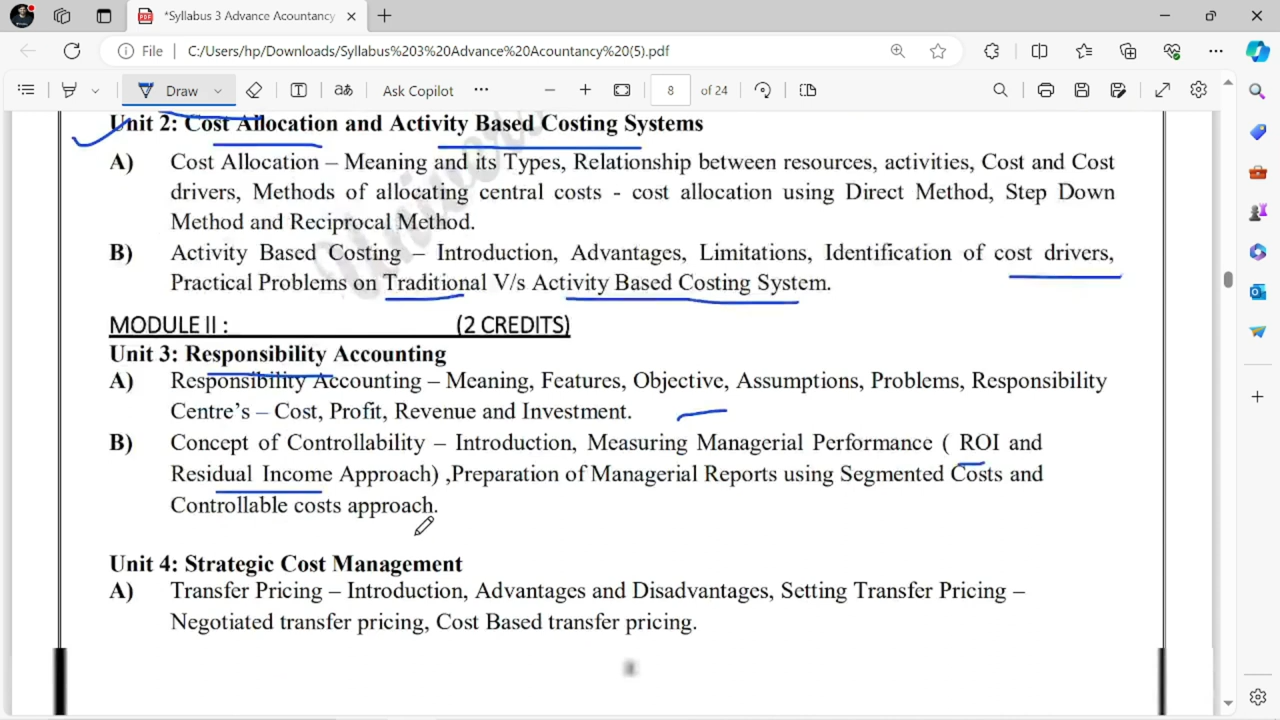 *Syllabus 3 Advance Acountancy
File C:/Users/hp/Downloads/Syllabus%203%20Advance%20Acountancy%20(5).pdf
Draw Ask Copilot 8 of 24
Unit 2: Cost Allocation and Activity Based Costing Systems
A) Cost Allocation – Meaning and its Types, Relationship between resources, activities, Cost and Cost
drivers, Methods of allocating central costs - cost allocation using Direct Method, Step Down
Method and Reciprocal Method.
B) Activity Based Costing – Introduction, Advantages, Limitations, Identification of cost drivers,
Practical Problems on Traditional V/s Activity Based Costing System.
MODULE II : (2 CREDITS)
Unit 3: Responsibility Accounting
A) Responsibility Accounting – Meaning, Features, Objective, Assumptions, Problems, Responsibility
Centre’s – Cost, Profit, Revenue and Investment.
B) Concept of Controllability – Introduction, Measuring Managerial Performance ( ROI and
Residual Income Approach) ,Preparation of Managerial Reports using Segmented Costs and
Controllable costs approach.
Unit 4: Strategic Cost Management
A) Transfer Pricing – Introduction, Advantages and Disadvantages, Setting Transfer Pricing –
Negotiated transfer pricing, Cost Based transfer pricing.